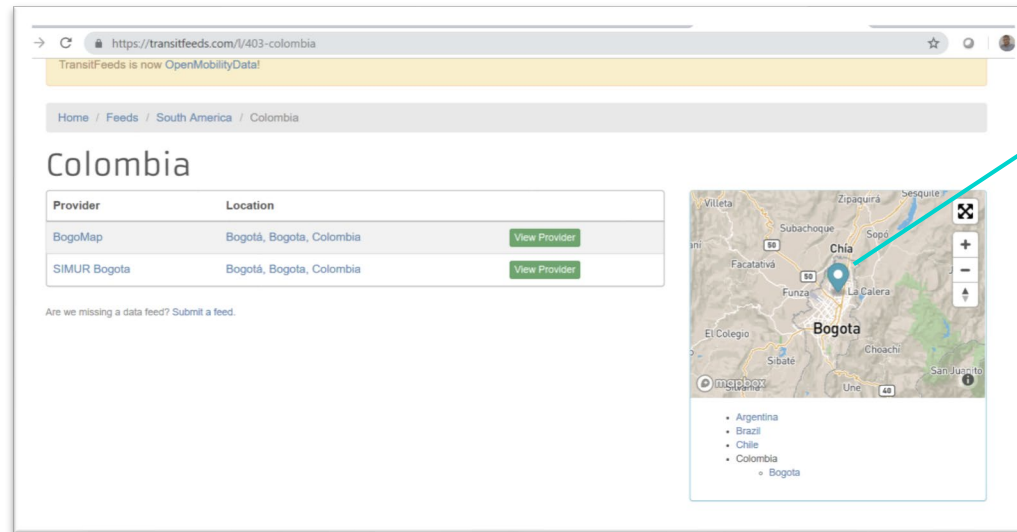 https://transitfeeds.com/l/403-colombia
TransitFeeds is now OpenMobilityData!
Home / Feeds / South America / Colombia
Colombia
Provider Location
BogoMap Bogotá, Bogota, Colombia View Provider
SIMUR Bogota Bogotá, Bogota, Colombia View Provider
Are we missing a data feed? Submit a feed.
Villeta
Zipaquirá
Sesquilé
Subachoque
Sopó
50
Chía
Facatativá
50
Funza
La Calera
El Colegio
Bogota
Choachí
Sibaté
San Juanito
mapbox
Une
40
+
−
• Argentina
• Brazil
• Chile
• Colombia
◦ Bogota